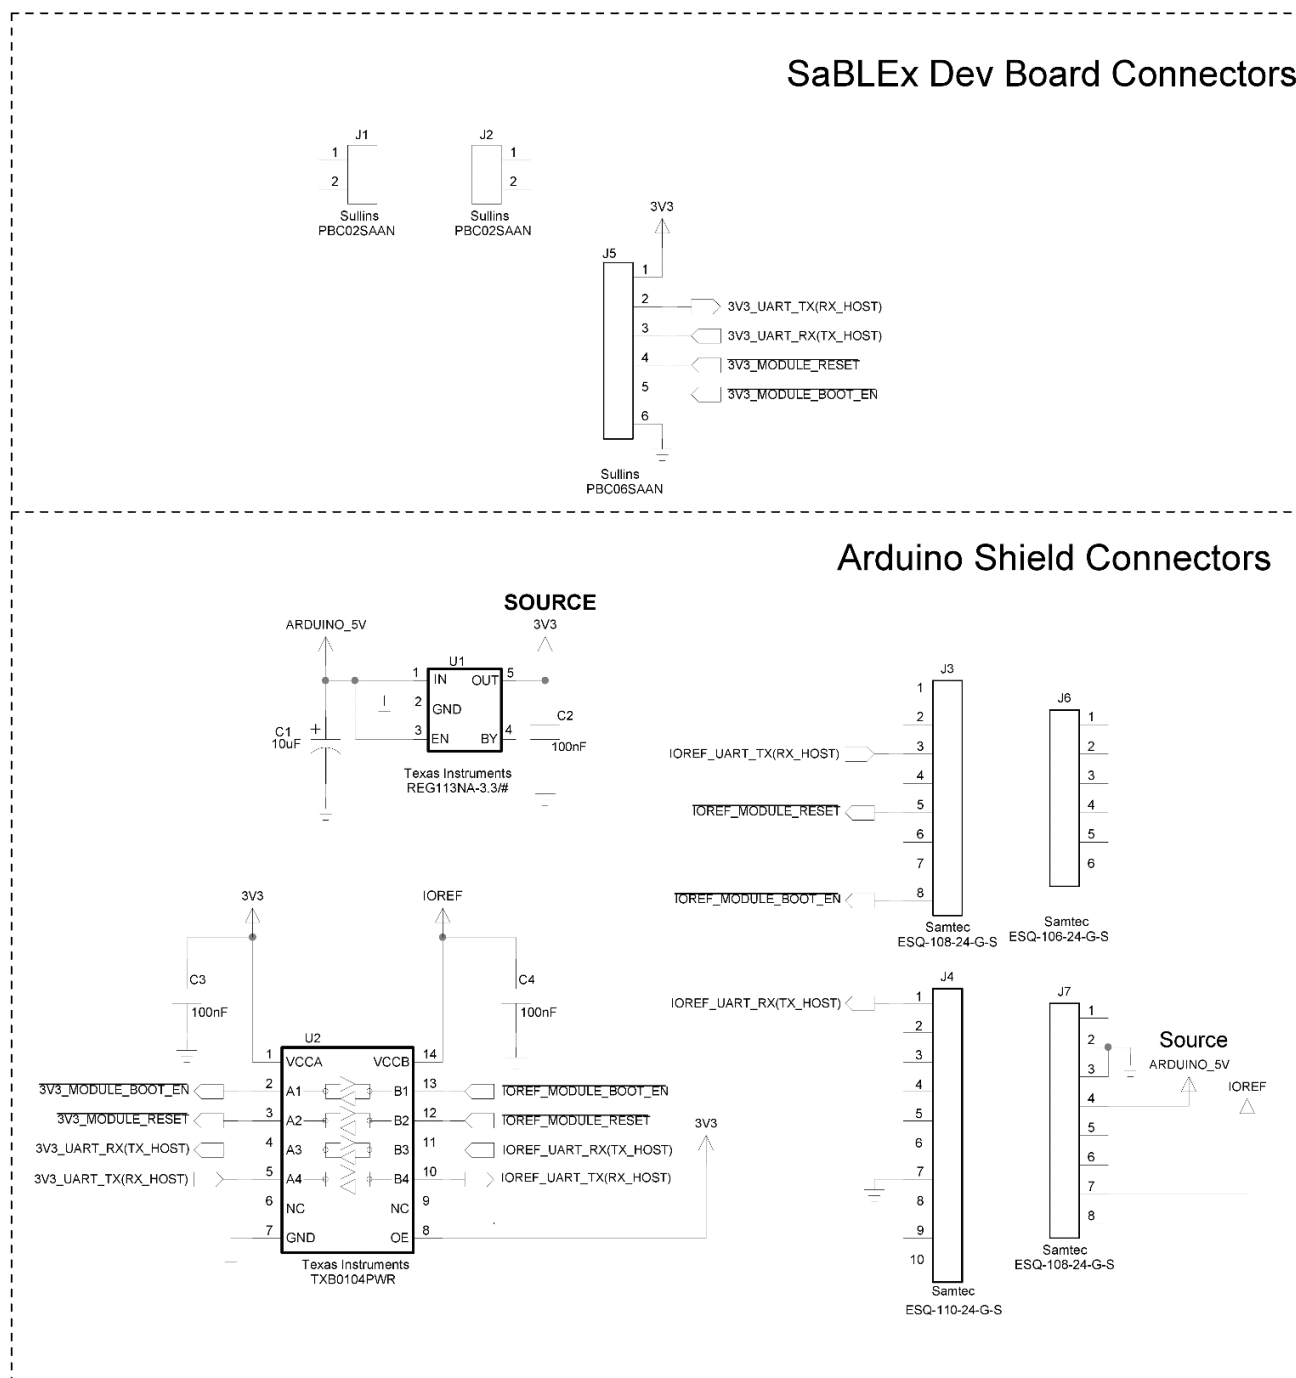 SaBLEx Dev Board Connectors
J1
1
2
Sullins
PBC02SAAN
J2
1
2
Sullins
PBC02SAAN
3V3
J5
1
2
3V3_UART_TX(RX_HOST)
3
3V3_UART_RX(TX_HOST)
4
3V3_MODULE_RESET
5
3V3_MODULE_BOOT_EN
6
Sullins
PBC06SAAN
Arduino Shield Connectors
SOURCE
ARDUINO_5V
3V3
U1
1
IN
OUT
5
2
GND
3
EN
BY
4
C1
+
10uF
C2
100nF
Texas Instruments
REG113NA-3.3/#
J3
1
2
IOREF_UART_TX(RX_HOST)
3
4
IOREF_MODULE_RESET
5
6
7
IOREF_MODULE_BOOT_EN
8
Samtec
ESQ-108-24-G-S
J6
1
2
3
4
5
6
Samtec
ESQ-106-24-G-S
3V3
IOREF
C3
100nF
C4
100nF
U2
1
VCCA
VCCB
14
3V3_MODULE_BOOT_EN
2
A1
B1
13
IOREF_MODULE_BOOT_EN
3V3_MODULE_RESET
3
A2
B2
12
IOREF_MODULE_RESET
3V3_UART_RX(TX_HOST)
4
A3
B3
11
IOREF_UART_RX(TX_HOST)
3V3_UART_TX(RX_HOST)
5
A4
B4
10
IOREF_UART_TX(RX_HOST)
6
NC
NC
9
7
GND
OE
8
3V3
Texas Instruments
TXB0104PWR
J4
IOREF_UART_RX(TX_HOST)
1
2
3
4
5
6
7
8
9
10
Samtec
ESQ-110-24-G-S
J7
1
2
3
4
5
6
7
8
Source
ARDUINO_5V
IOREF
Samtec
ESQ-108-24-G-S